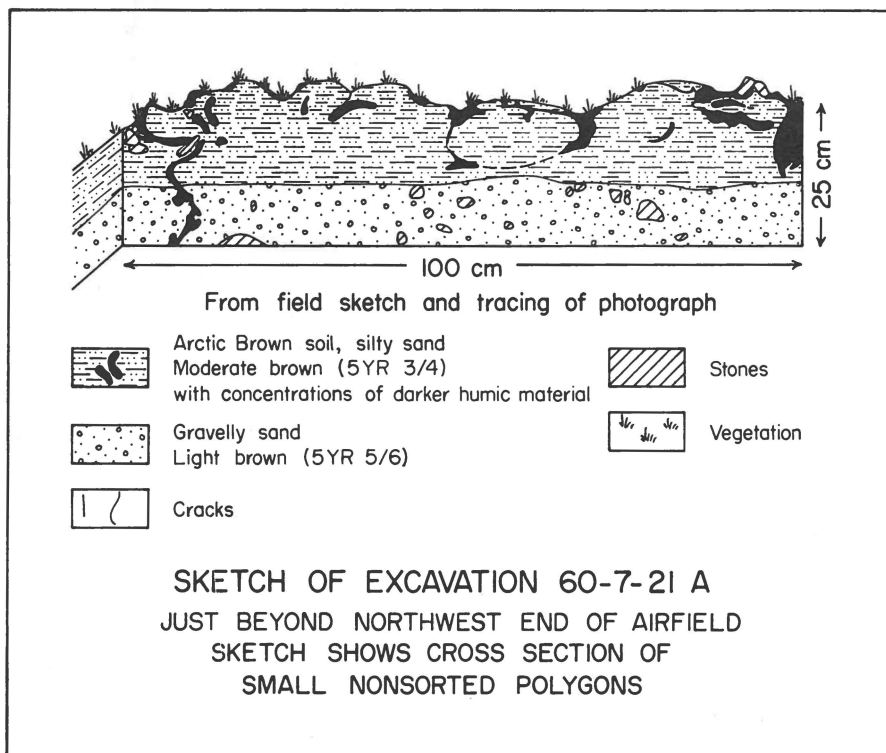 25 cm
100 cm
From field sketch and tracing of photograph
Arctic Brown soil, silty sand
Moderate brown (5YR 3/4)
with concentrations of darker humic material
Stones
Gravelly sand
Light brown (5YR 5/6)
Vegetation
Cracks
SKETCH OF EXCAVATION 60-7-21 A
JUST BEYOND NORTHWEST END OF AIRFIELD
SKETCH SHOWS CROSS SECTION OF
SMALL NONSORTED POLYGONS